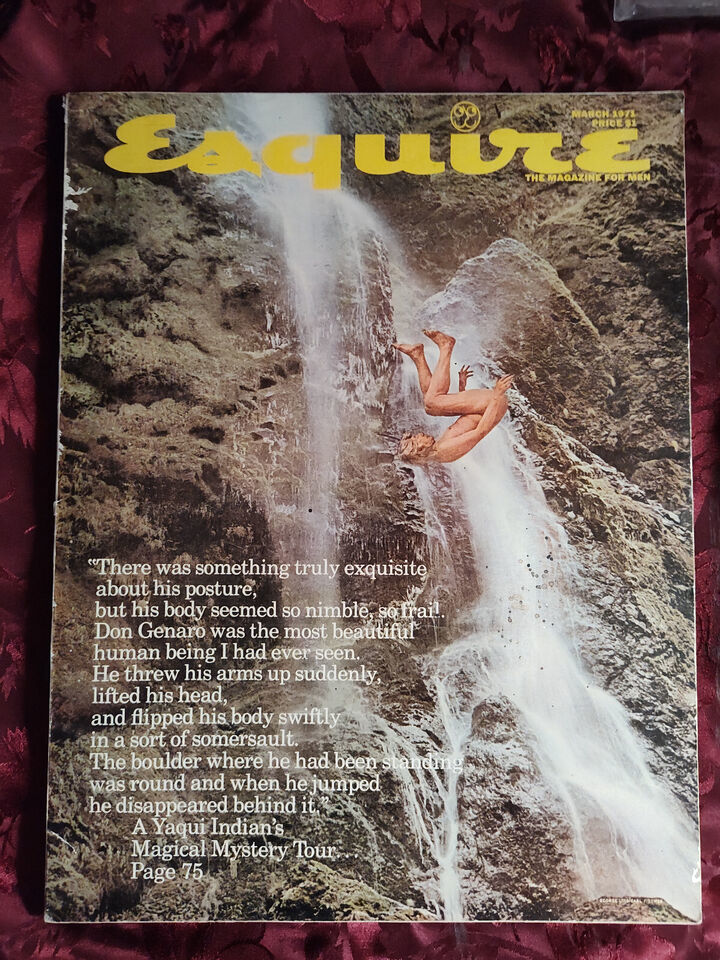 MARCH 1971
PRICE $1
Esquire
THE MAGAZINE FOR MEN
"There was something truly exquisite
about his posture,
but his body seemed so nimble, so frail.
Don Genaro was the most beautiful
human being I had ever seen.
He threw his arms up suddenly,
lifted his head,
and flipped his body swiftly
in a sort of somersault.
The boulder where he had been standing
was round and when he jumped
he disappeared behind it."
A Yaqui Indian's
Magical Mystery Tour...
Page 75